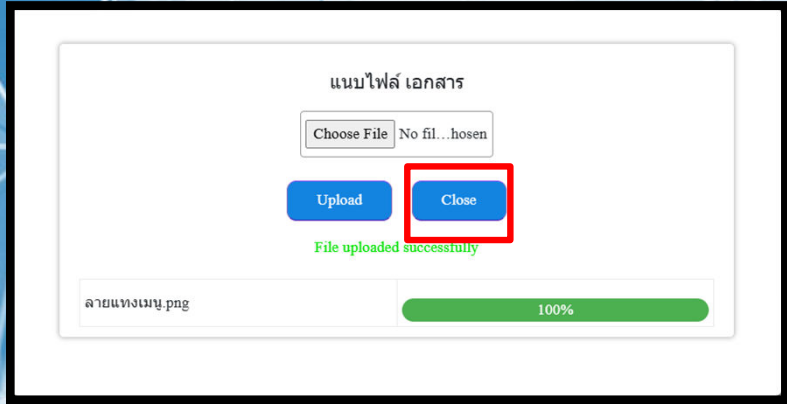 แนบไฟล์ เอกสาร
Choose File No fil...hosen
Upload Close
File uploaded successfully
ลายแทงเมนู.png 100%